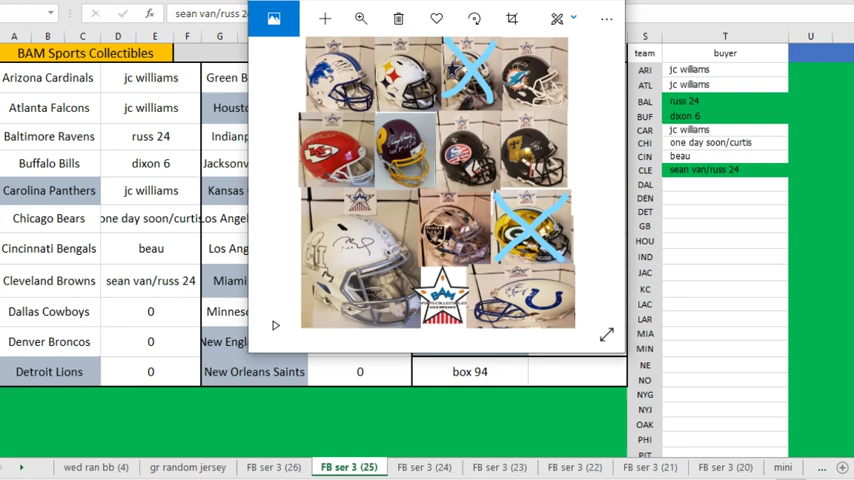 sean van/russ 24
A B C D E F G S T U
BAM Sports Collectibles
team buyer
Arizona Cardinals jc williams Green B
Atlanta Falcons jc williams Houst
Baltimore Ravens russ 24 Indian
Buffalo Bills dixon 6 Jacksonv
Carolina Panthers jc williams Kansas
Chicago Bears one day soon/curtis Los Angel
Cincinnati Bengals beau Los Ang
Cleveland Browns sean van/russ 24 Miami
Dallas Cowboys 0 Minnes
Denver Broncos 0 New Engl
Detroit Lions 0 New Orleans Saints 0 box 94
ARI jc williams
ATL jc williams
BAL russ 24
BUF dixon 6
CAR jc williams
CHI one day soon/curtis
CIN beau
CLE sean van/russ 24
DAL
DEN
DET
GB
HOU
IND
JAC
KC
LAC
LAR
MIA
MIN
NE
NO
NYG
NYJ
OAK
PHI
PIT
BAM
wed ran bb (4) gr random jersey FB ser 3 (26) FB ser 3 (25) FB ser 3 (24) FB ser 3 (23) FB ser 3 (22) FB ser 3 (21) FB ser 3 (20) mini ...